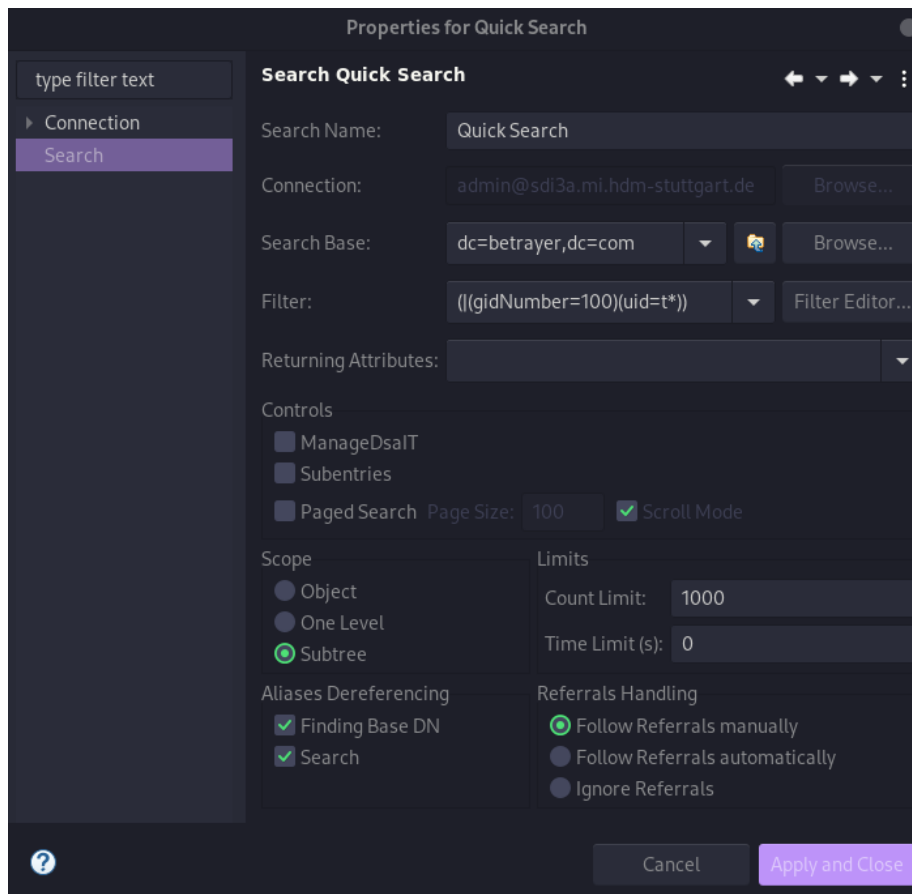 Properties for Quick Search
type filter text
Connection
Search
Search Quick Search
Search Name: Quick Search
Connection: admin@sdi3a.mi.hdm-stuttgart.de Browse...
Search Base: dc=betrayer,dc=com Browse...
Filter: (|(gidNumber=100)(uid=t*)) Filter Editor...
Returning Attributes:
Controls
ManageDsaIT
Subentries
Paged Search Page Size: 100 Scroll Mode
Scope
Object
One Level
Subtree
Limits
Count Limit: 1000
Time Limit (s): 0
Aliases Dereferencing
Finding Base DN
Search
Referrals Handling
Follow Referrals manually
Follow Referrals automatically
Ignore Referrals
Cancel Apply and Close